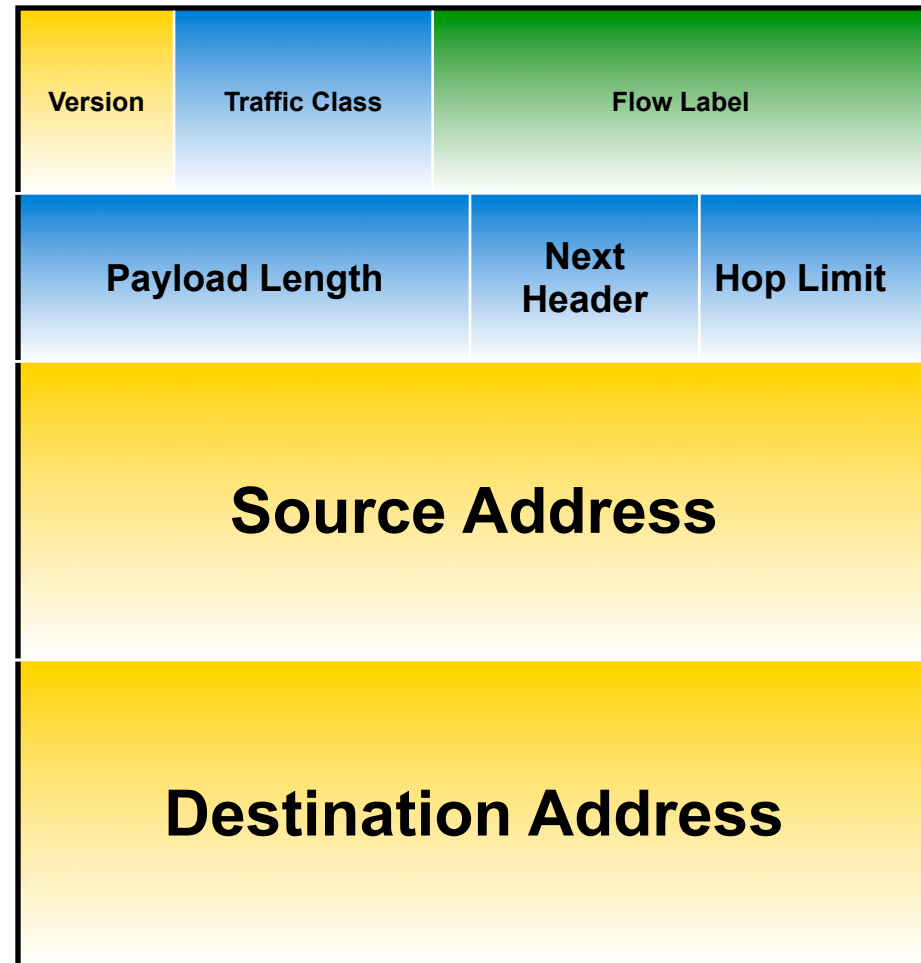 Version
Traffic Class
Flow Label
Payload Length
Next
Header
Hop Limit
Source Address
Destination Address